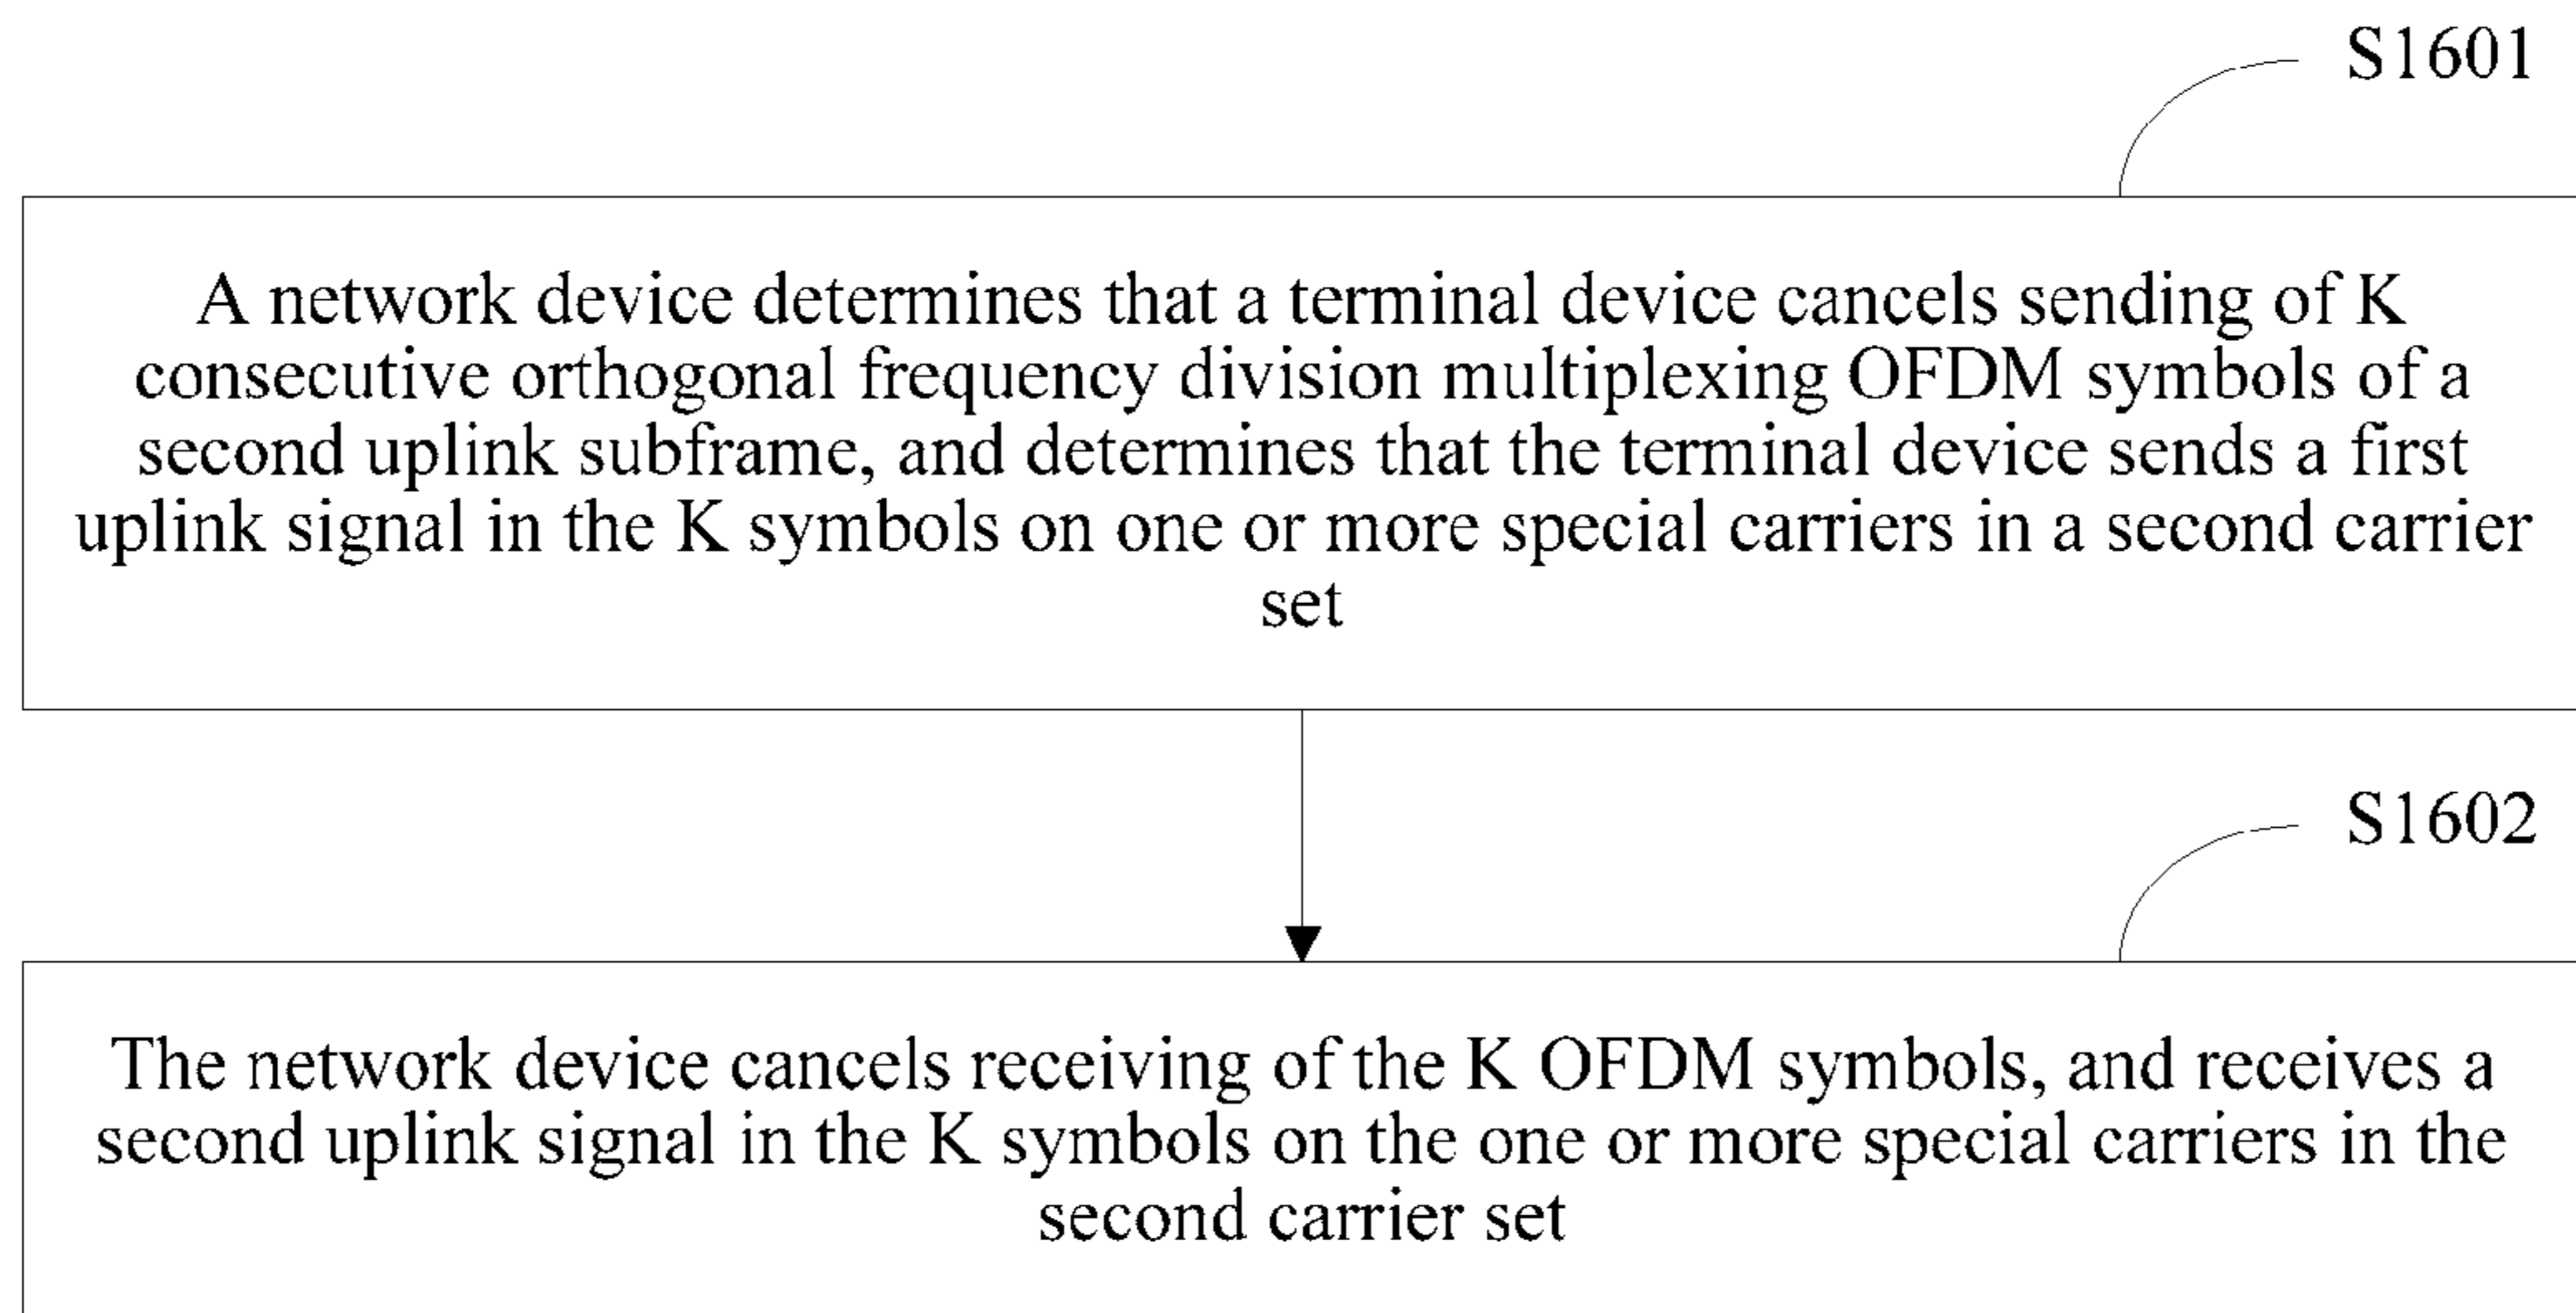 S1601
A network device determines that a terminal device cancels sending of K
consecutive orthogonal frequency division multiplexing OFDM symbols of a
second uplink subframe, and determines that the terminal device sends a first
uplink signal in the K symbols on one or more special carriers in a second carrier
set
S1602
The network device cancels receiving of the K OFDM symbols, and receives a
second uplink signal in the K symbols on the one or more special carriers in the
second carrier set